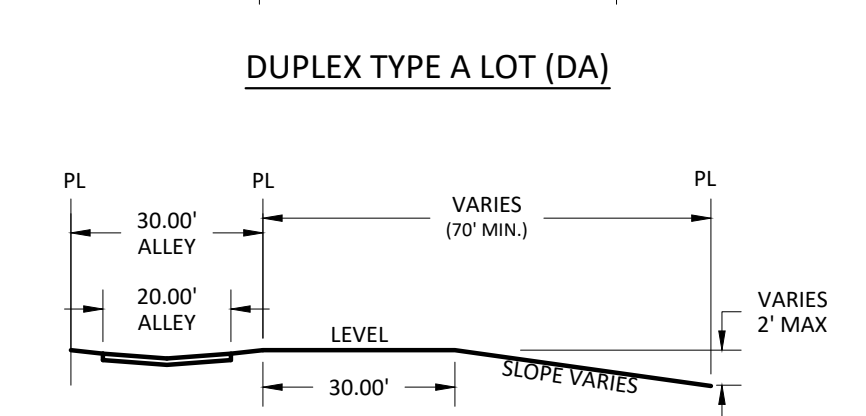 DUPLEX TYPE A LOT (DA)
PL
PL
PL
30.00'
ALLEY
VARIES
(70' MIN.)
20.00'
ALLEY
VARIES
2' MAX
LEVEL
SLOPE VARIES
30.00'